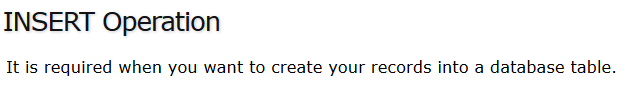 INSERT Operation
It is required when you want to create your records into a database table.